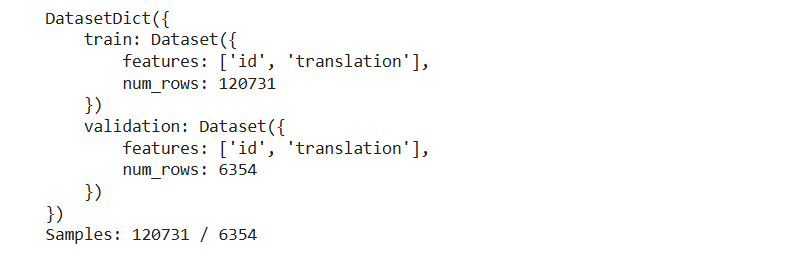 DatasetDict({
    train: Dataset({
        features: ['id', 'translation'],
        num_rows: 120731
    })
    validation: Dataset({
        features: ['id', 'translation'],
        num_rows: 6354
    })
})
Samples: 120731 / 6354